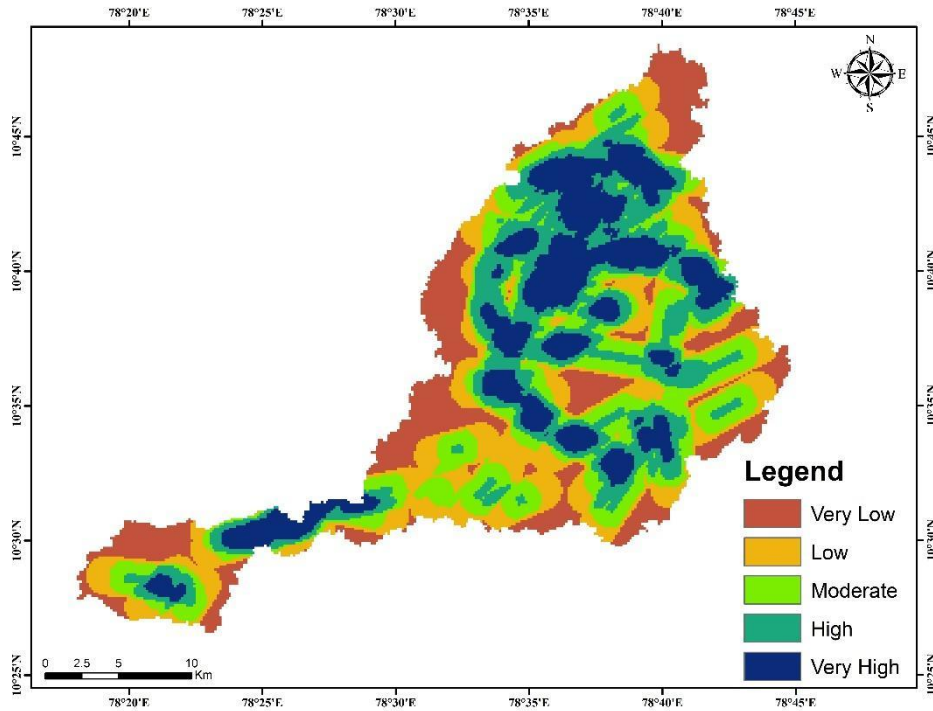 78°20'E 78°25'E 78°30'E 78°35'E 78°40'E 78°45'E
N
W E
S
10°45'N 10°45'N
10°40'N 10°40'N
10°35'N 10°35'N
Legend
Very Low
10°30'N 10°30'N
Low
Moderate
High
0 2.5 5 10
Km
Very High
10°25'N 10°25'N
78°20'E 78°25'E 78°30'E 78°35'E 78°40'E 78°45'E